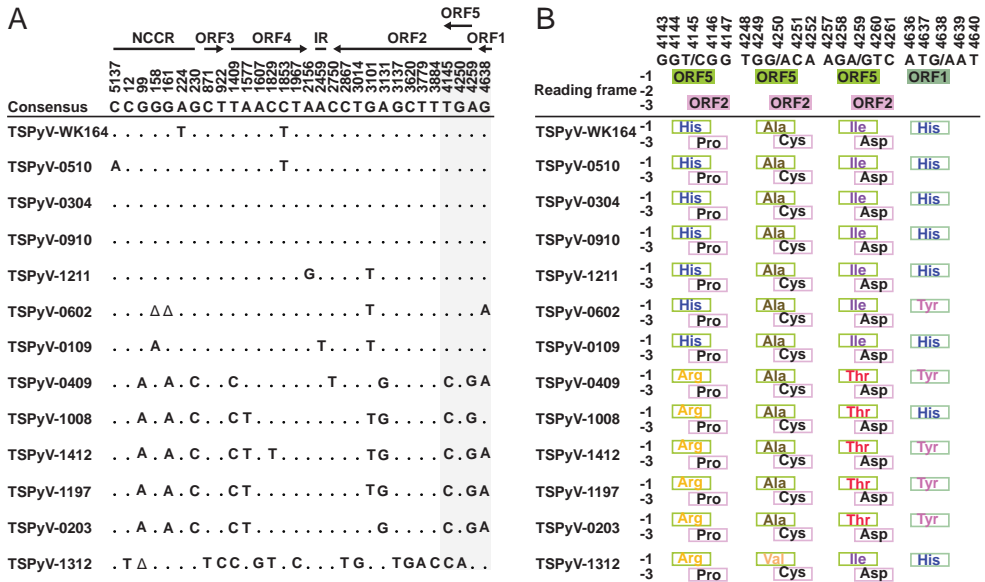 A
NCCR ORF3 ORF4 IR ORF2 ORF5 ORF1
5137 12 99 158 161 224 230 871 922 1409 1577 1607 1829 1853 1967 2156 2459 2750 2867 3014 3101 3131 3137 3620 3779 3884 4145 4250 4259 4638
Consensus C C G G G A G C T T A A C C T A A C C T G A G C T T T G A G
TSPyV-WK164 . . . . . T . . . . . . . T . . . . . . . . . . . . . . . .
TSPyV-0510 A . . . . . . . . . . . . T . . . . . . . . . . . . . . . .
TSPyV-0304 . . . . . . . . . . . . . . . . . . . . . . . . . . . . . .
TSPyV-0910 . . . . . . . . . . . . . . . . . . . . . . . . . . . . . .
TSPyV-1211 . . . . . . . . . . . . . . . G . . . . T . . . . . . . . .
TSPyV-0602 . . . Δ Δ . . . . . . . . . . . . . . . T . . . . . . . . A
TSPyV-0109 . . . A . . . . . . . . . . . . T . . . T . . . . . . . . .
TSPyV-0409 . . A . A . C . . C . . . . . . . T . . . G . . . . C . G A
TSPyV-1008 . . A . A . C . . C T . . . . . . . . . T G . . . . C . G .
TSPyV-1412 . . A . A . C . . C T . T . . . . . . . T G . . . . C . G A
TSPyV-1197 . . A . A . C . . C T . . . . . . . . . T G . . . . C . G A
TSPyV-0203 . . A . A . C . . C T . . . . . . . . . . G . . . . C . G A
TSPyV-1312 . T Δ . . . . T C C . G T . C . . . T G . . T G A C C A . .
B
4143 4144 4145 4146 4147 4248 4249 4250 4251 4252 4257 4258 4259 4260 4261 4636 4637 4638 4639 4640
GGT/CGG TGG/ACA AGA/GTC ATG/AAT
Reading frame
-1 ORF5 ORF5 ORF5 ORF1
-2
-3 ORF2 ORF2 ORF2
TSPyV-WK164 -1 His Ala Ile His
-3 Pro Cys Asp
TSPyV-0510 -1 His Ala Ile His
-3 Pro Cys Asp
TSPyV-0304 -1 His Ala Ile His
-3 Pro Cys Asp
TSPyV-0910 -1 His Ala Ile His
-3 Pro Cys Asp
TSPyV-1211 -1 His Ala Ile His
-3 Pro Cys Asp
TSPyV-0602 -1 His Ala Ile Tyr
-3 Pro Cys Asp
TSPyV-0109 -1 His Ala Ile His
-3 Pro Cys Asp
TSPyV-0409 -1 Arg Ala Thr Tyr
-3 Pro Cys Asp
TSPyV-1008 -1 Arg Ala Thr His
-3 Pro Cys Asp
TSPyV-1412 -1 Arg Ala Thr Tyr
-3 Pro Cys Asp
TSPyV-1197 -1 Arg Ala Thr Tyr
-3 Pro Cys Asp
TSPyV-0203 -1 Arg Ala Thr Tyr
-3 Pro Cys Asp
TSPyV-1312 -1 Arg Val Ile His
-3 Pro Cys Asp